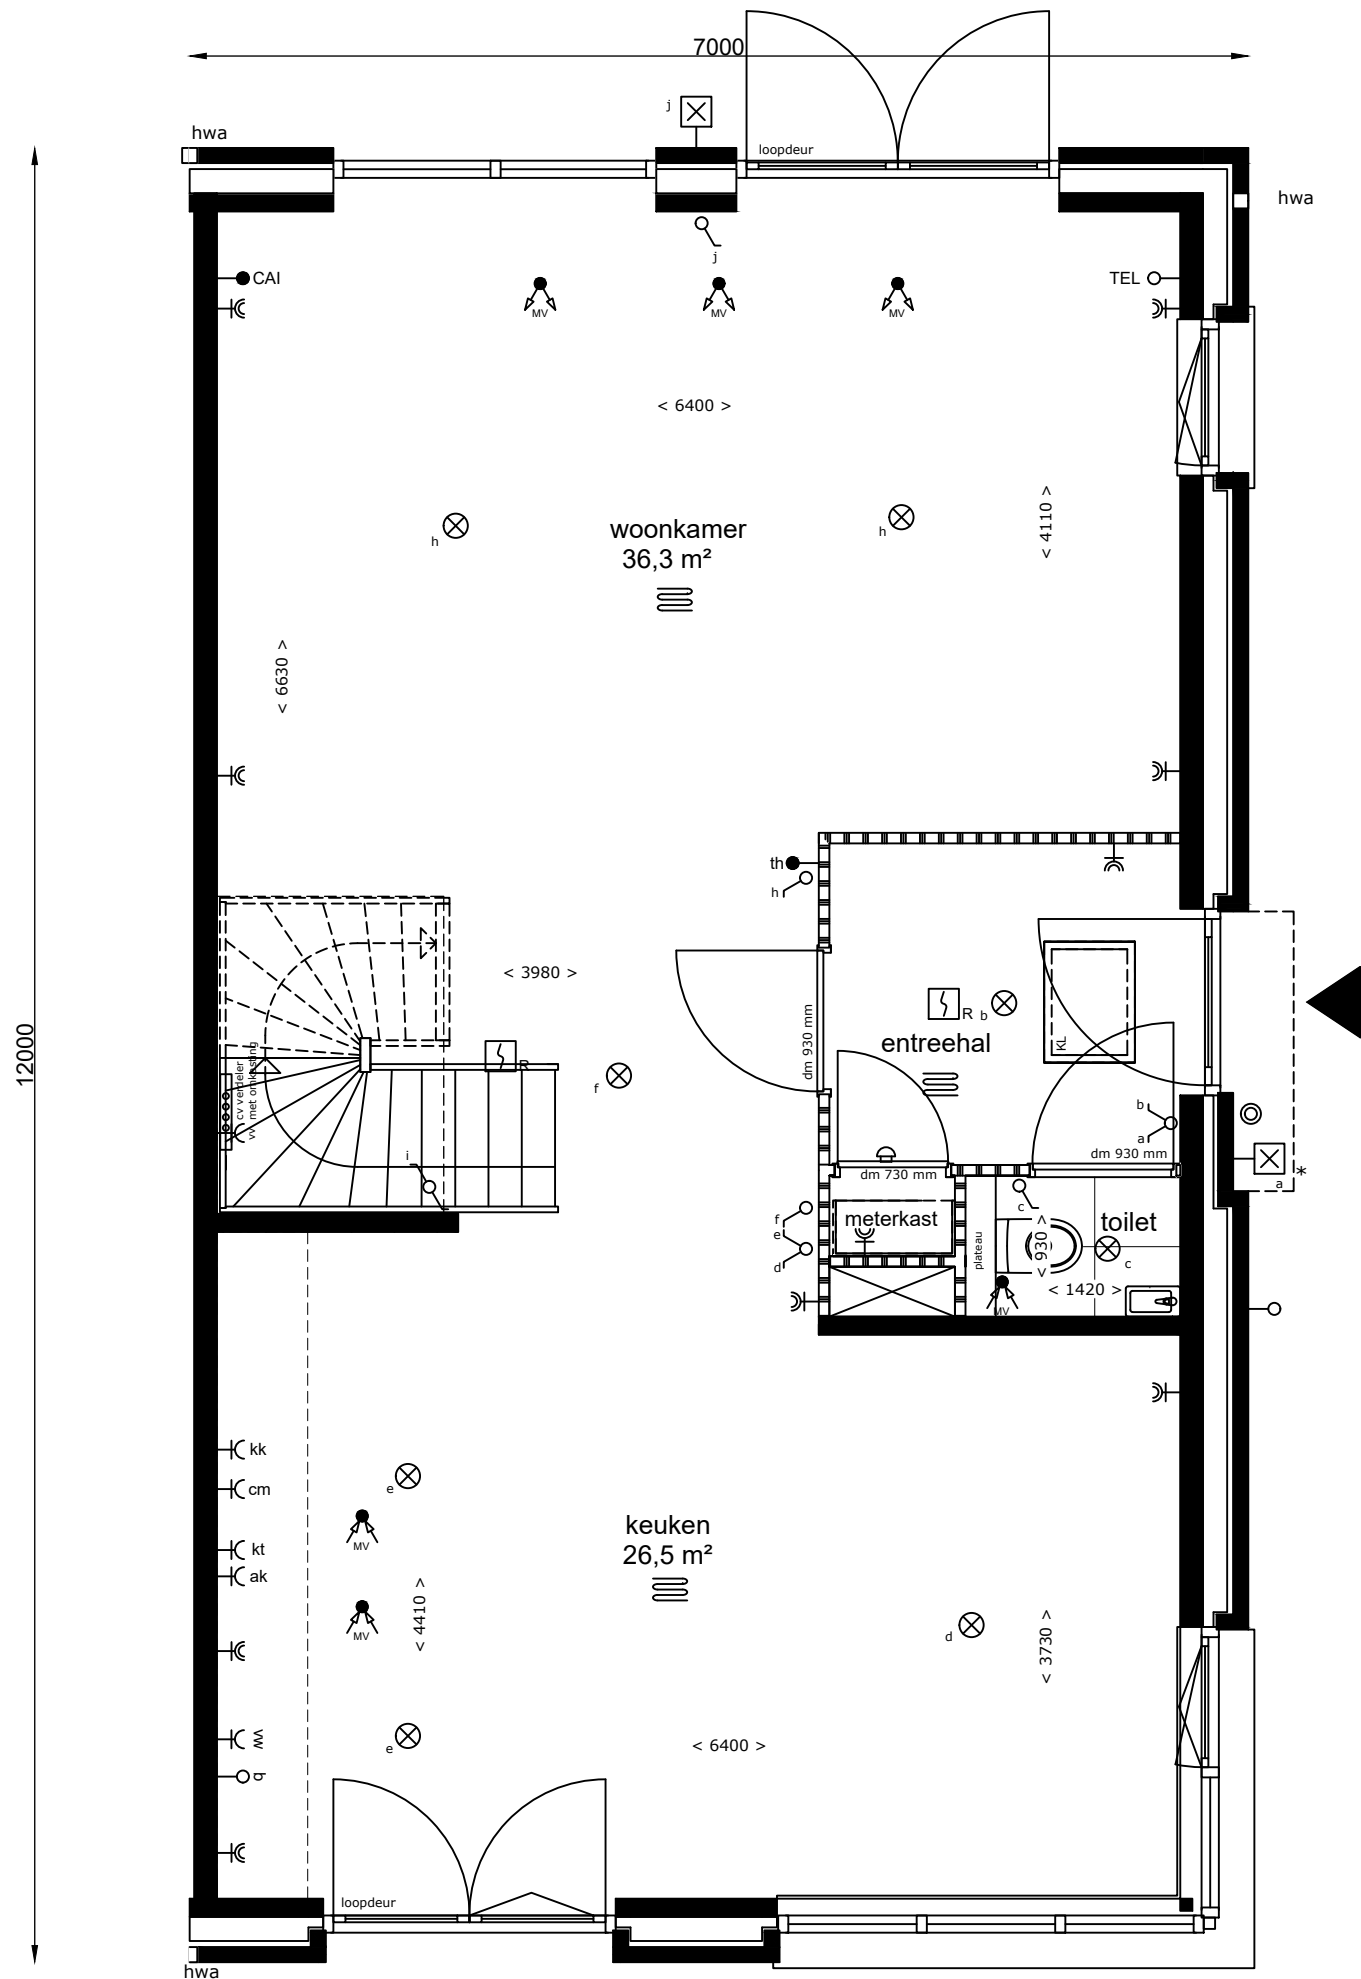 7000
j
hwa
loopdeur
hwa
j
CAI
TEL
MV
MV
MV
< 6400 >
< 4110 >
h
woonkamer
36,3 m²
h
< 6630 >
th
h
< 3980 >
12000
R
b
entreehal
KL
dm 930 mm
R
f
cv verdeler
vv met omkasting
b
a
dm 930 mm
dm 730 mm
i
a
*
f
e
d
meterkast
plateau
c
< 930 >
toilet
c
< 1420 >
MV
kk
cm
kt
ak
e
MV
MV
keuken
26,5 m²
< 4410 >
d
< 3730 >
vw
q
e
< 6400 >
loopdeur
hwa